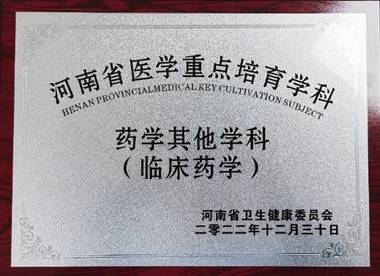 河南省医学重点培育学科
HENAN PROVINCIALMEDICAL KEY CULTIVATION SUBJECT
药学其他学科
（临床药学）
河南省卫生健康委员会
二零二二年十二月三十日